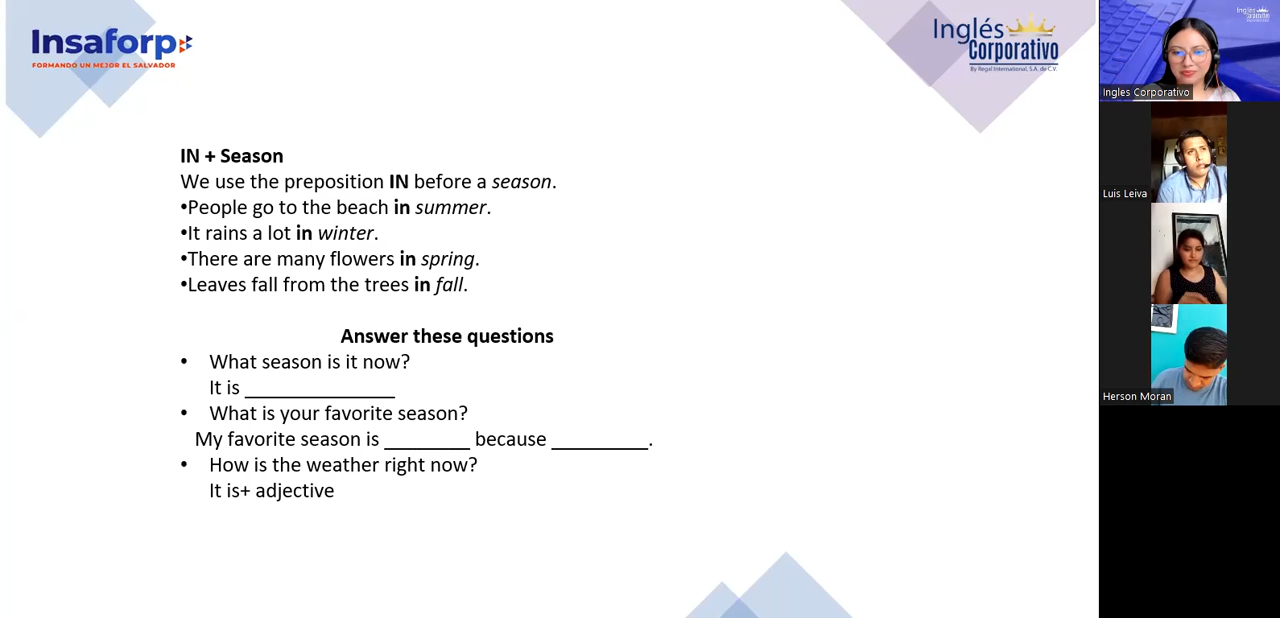 Insaforp
FORMANDO UN MEJOR EL SALVADOR
Inglés
Corporativo
By Regal International, S.A. de C.V.
IN + Season
We use the preposition IN before a season.
•People go to the beach in summer.
•It rains a lot in winter.
•There are many flowers in spring.
•Leaves fall from the trees in fall.
Answer these questions
• What season is it now?
It is _______________
• What is your favorite season?
My favorite season is ________ because _________.
• How is the weather right now?
It is+ adjective
Ingles Corporativo
Luis Leiva
Herson Moran